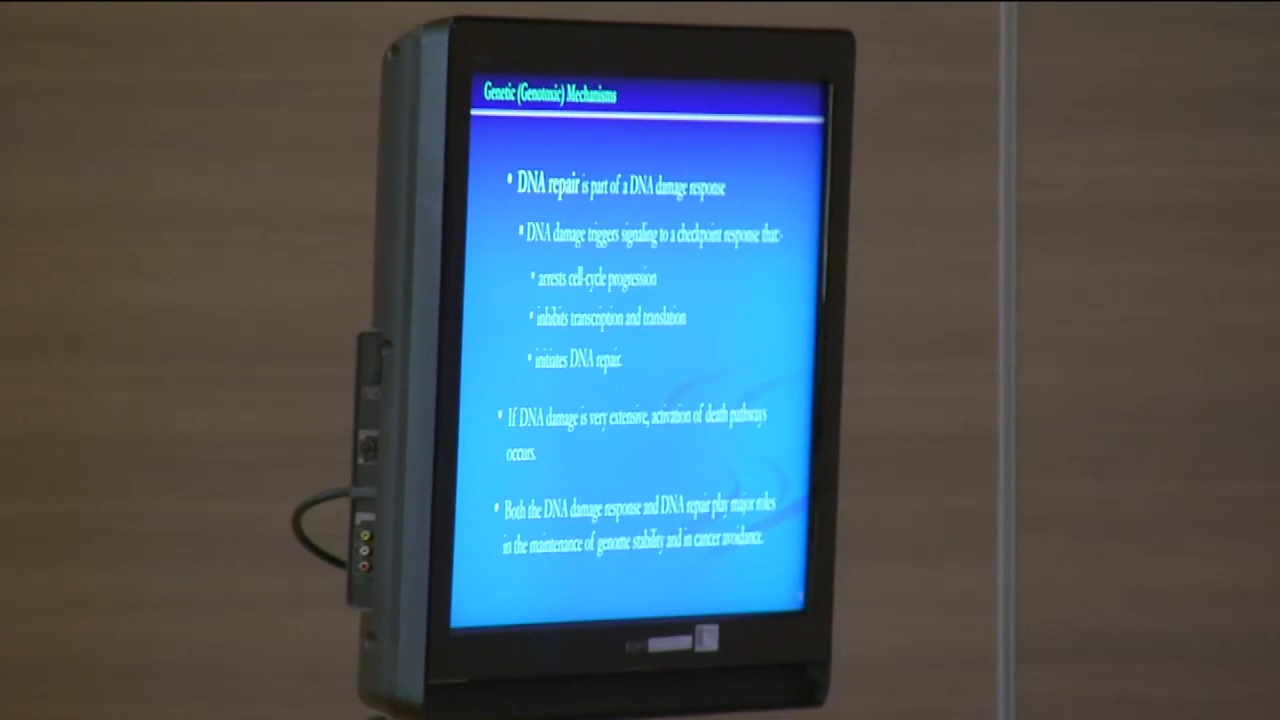 Genetic (Genotoxic) Mechanisms
• DNA repair is part of a DNA damage response
▪ DNA damage triggers signaling to a checkpoint response that:-
• arrests cell-cycle progression
• inhibits transcription and translation
• initiates DNA repair.
• If DNA damage is very extensive, activation of death pathways
occurs.
• Both the DNA damage response and DNA repair play major roles
in the maintenance of genome stability and in cancer avoidance.